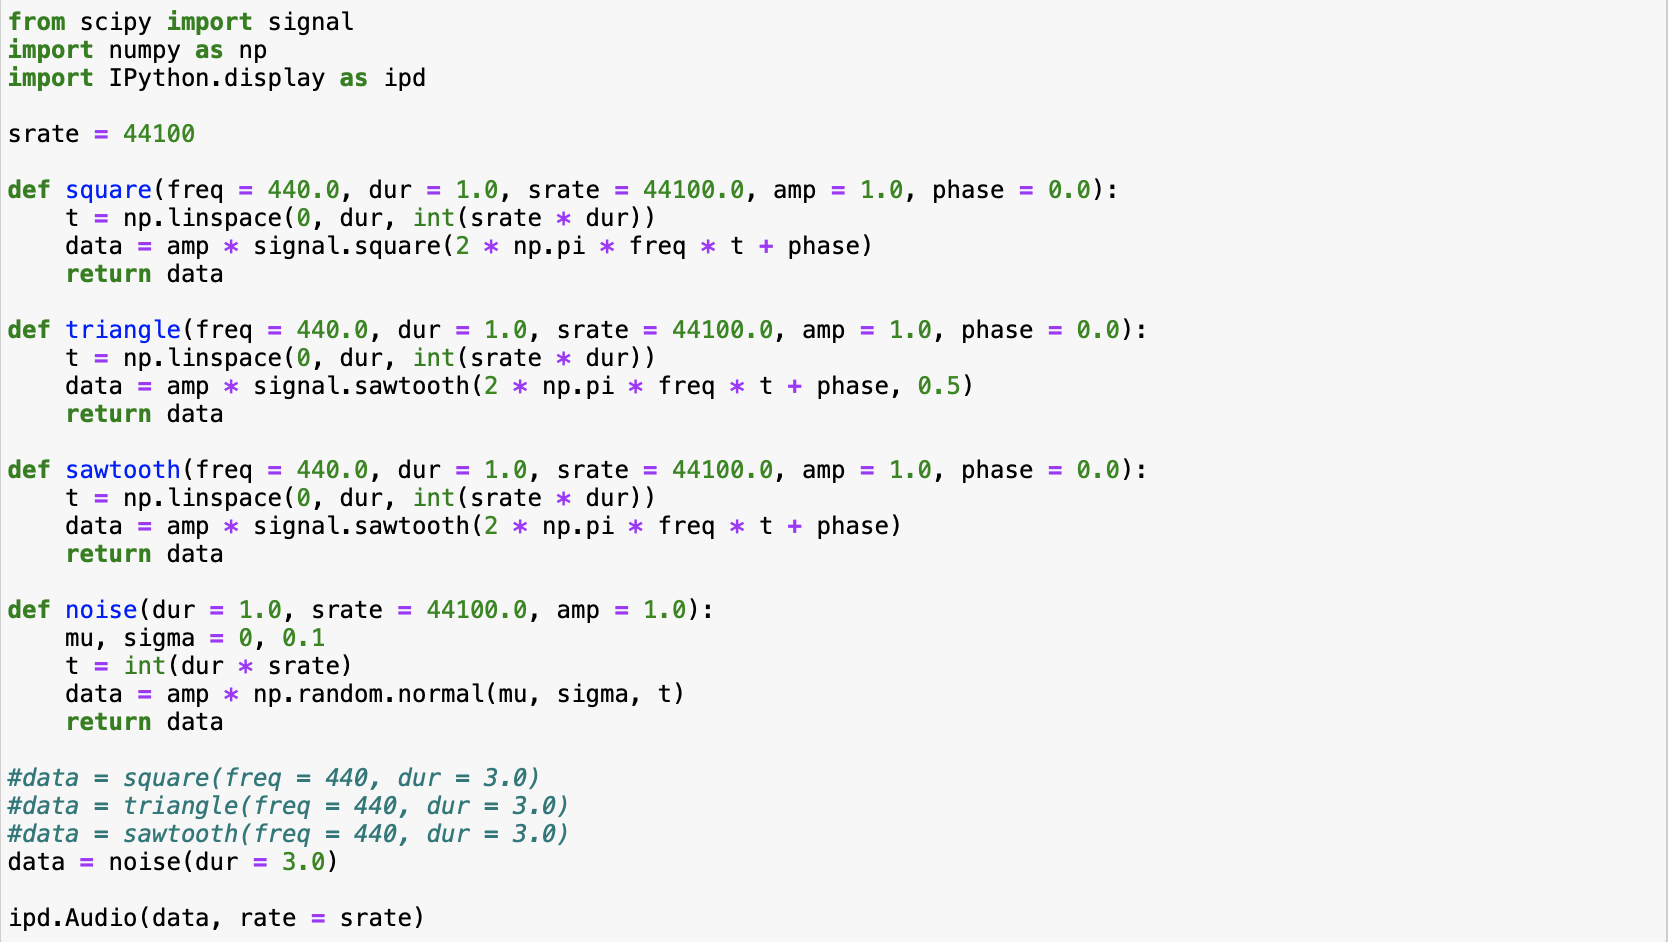 from scipy import signal
import numpy as np
import IPython.display as ipd

srate = 44100

def square(freq = 440.0, dur = 1.0, srate = 44100.0, amp = 1.0, phase = 0.0):
    t = np.linspace(0, dur, int(srate * dur))
    data = amp * signal.square(2 * np.pi * freq * t + phase)
    return data

def triangle(freq = 440.0, dur = 1.0, srate = 44100.0, amp = 1.0, phase = 0.0):
    t = np.linspace(0, dur, int(srate * dur))
    data = amp * signal.sawtooth(2 * np.pi * freq * t + phase, 0.5)
    return data

def sawtooth(freq = 440.0, dur = 1.0, srate = 44100.0, amp = 1.0, phase = 0.0):
    t = np.linspace(0, dur, int(srate * dur))
    data = amp * signal.sawtooth(2 * np.pi * freq * t + phase)
    return data

def noise(dur = 1.0, srate = 44100.0, amp = 1.0):
    mu, sigma = 0, 0.1
    t = int(dur * srate)
    data = amp * np.random.normal(mu, sigma, t)
    return data

#data = square(freq = 440, dur = 3.0)
#data = triangle(freq = 440, dur = 3.0)
#data = sawtooth(freq = 440, dur = 3.0)
data = noise(dur = 3.0)

ipd.Audio(data, rate = srate)